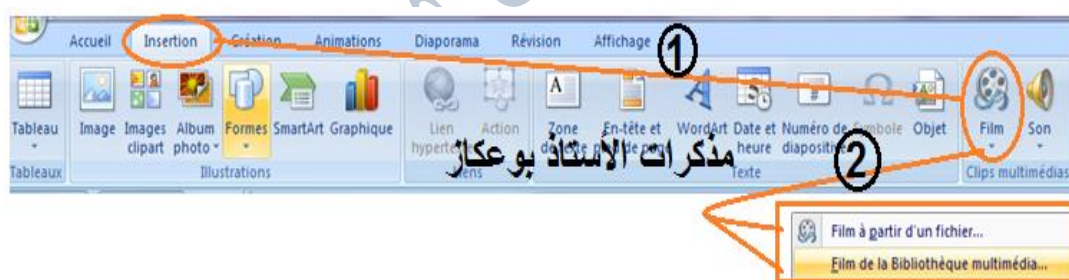 Accueil Insertion Création Animations Diaporama Révision Affichage
1
Tableau Image Images clipart Album photo Formes SmartArt Graphique Lien hypertexte Action Zone de texte En-tête et pied de page WordArt Date et heure Numéro de diapositive Symbole Objet Film Son
مذكرات الأستاذ بوعكاز
Tableaux Illustrations Liens Texte Clips multimédias
2
Film à partir d'un fichier...
Film de la Bibliothèque multimédia...